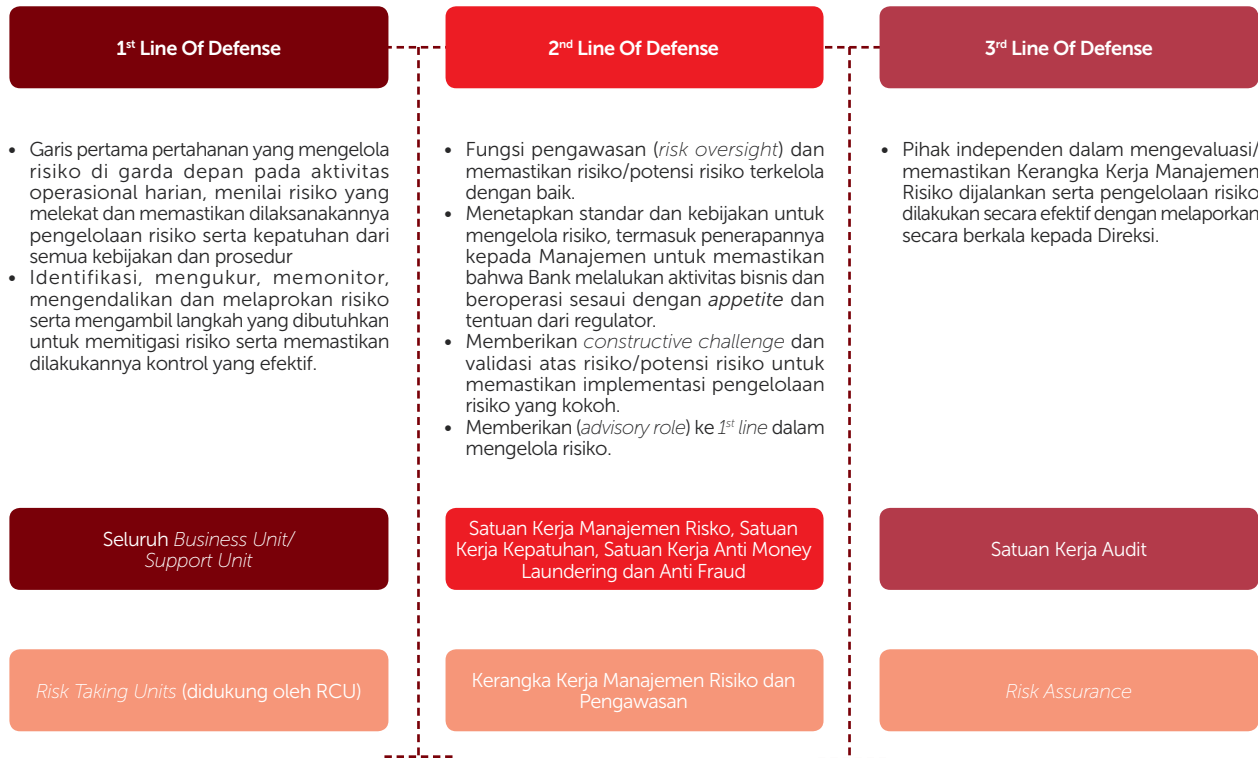 1st Line Of Defense
2nd Line Of Defense
3rd Line Of Defense
• Garis pertama pertahanan yang mengelola
risiko di garda depan pada aktivitas
operasional harian, menilai risiko yang
melekat dan memastikan dilaksanakannya
pengelolaan risiko serta kepatuhan dari
semua kebijakan dan prosedur
• Identifikasi, mengukur, memonitor,
mengendalikan dan melaprokan risiko
serta mengambil langkah yang dibutuhkan
untuk memitigasi risiko serta memastikan
dilakukannya kontrol yang efektif.
• Fungsi pengawasan (risk oversight) dan
memastikan risiko/potensi risiko terkelola
dengan baik.
• Menetapkan standar dan kebijakan untuk
mengelola risiko, termasuk penerapannya
kepada Manajemen untuk memastikan
bahwa Bank melalukan aktivitas bisnis dan
beroperasi sesaui dengan appetite dan
tentuan dari regulator.
• Memberikan constructive challenge dan
validasi atas risiko/potensi risiko untuk
memastikan implementasi pengelolaan
risiko yang kokoh.
• Memberikan (advisory role) ke 1st line dalam
mengelola risiko.
• Pihak independen dalam mengevaluasi/
memastikan Kerangka Kerja Manajemen
Risiko dijalankan serta pengelolaan risiko
dilakukan secara efektif dengan melaporkan
secara berkala kepada Direksi.
Seluruh Business Unit/
Support Unit
Satuan Kerja Manajemen Risko, Satuan
Kerja Kepatuhan, Satuan Kerja Anti Money
Laundering dan Anti Fraud
Satuan Kerja Audit
Risk Taking Units (didukung oleh RCU)
Kerangka Kerja Manajemen Risiko dan
Pengawasan
Risk Assurance